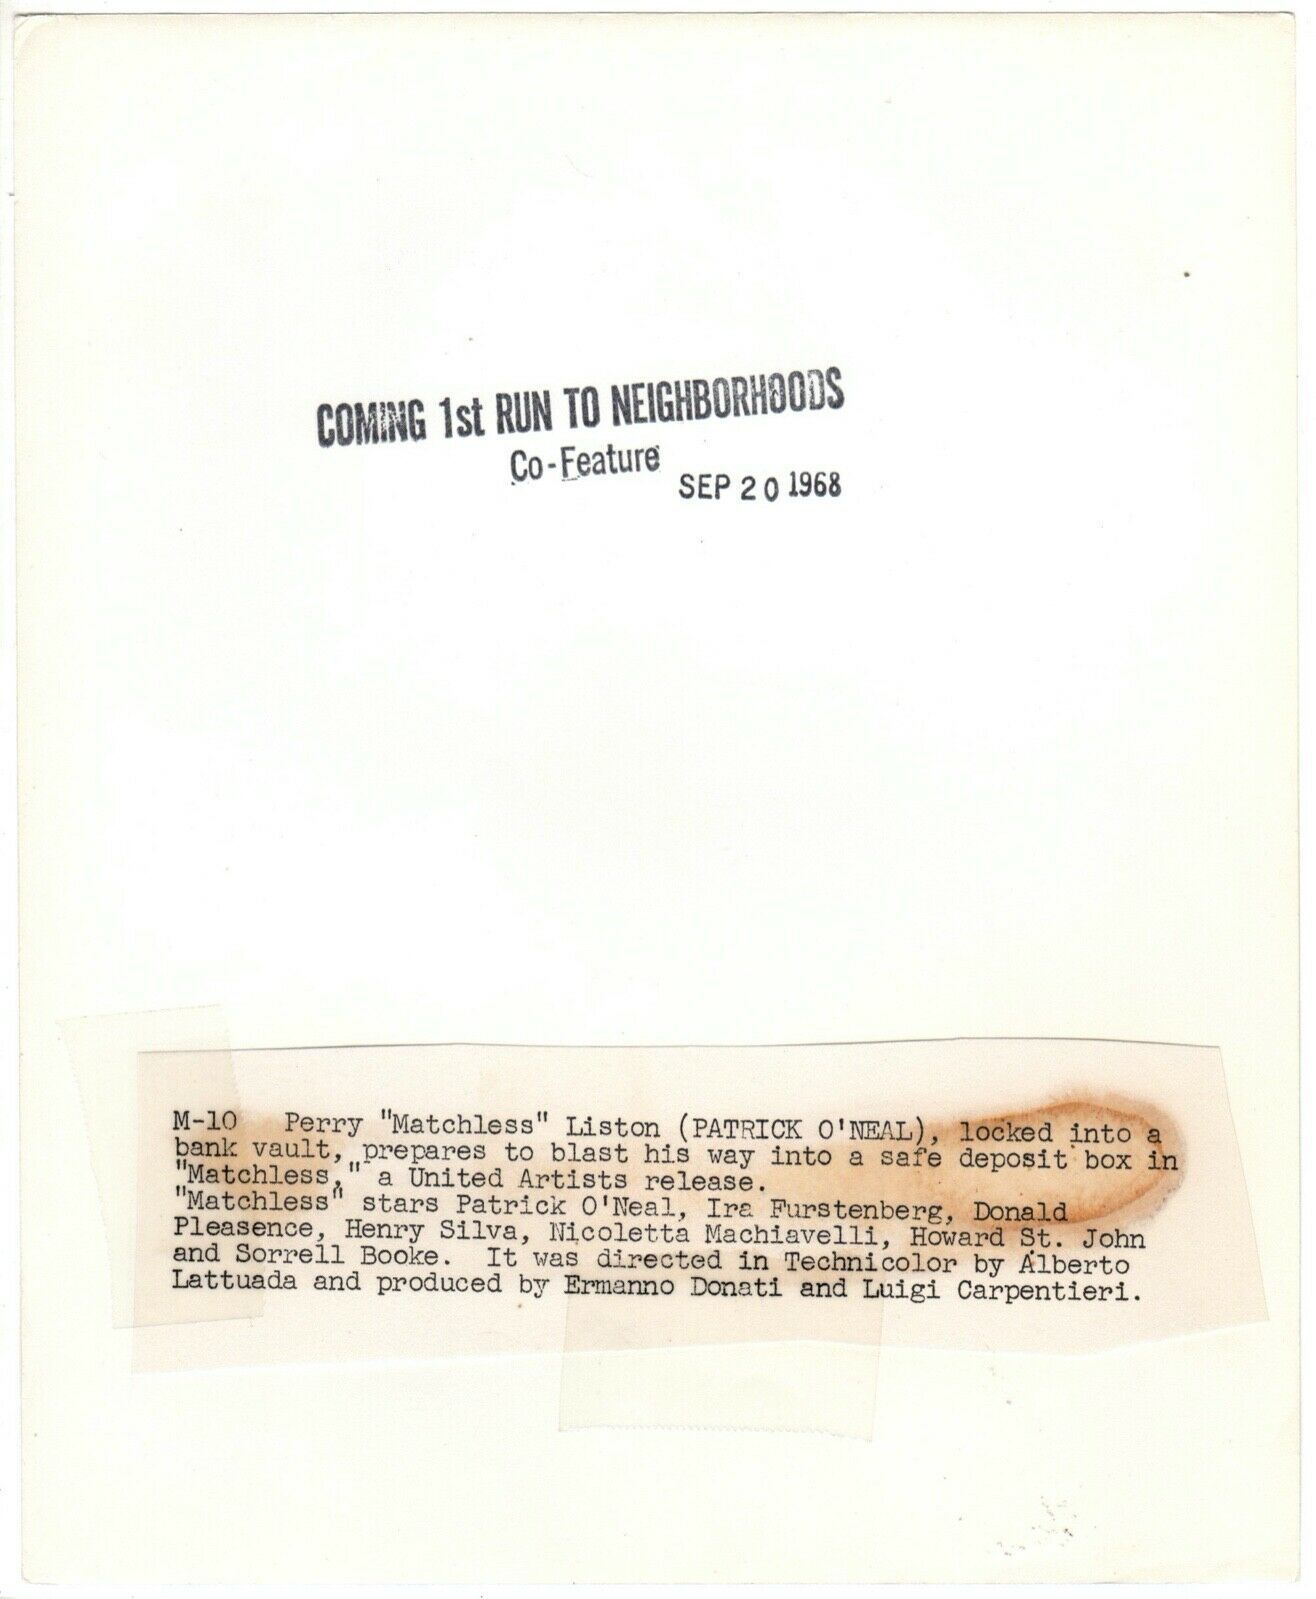 COMING 1st RUN TO NEIGHBORHOODS
Co-Feature
SEP 20 1968
M-10 Perry "Matchless" Liston (PATRICK O'NEAL), locked into a
bank vault, prepares to blast his way into a safe deposit box in
"Matchless," a United Artists release.
"Matchless" stars Patrick O'Neal, Ira Furstenberg, Donald
Pleasence, Henry Silva, Nicoletta Machiavelli, Howard St. John
and Sorrell Booke. It was directed in Technicolor by Alberto
Lattuada and produced by Ermanno Donati and Luigi Carpentieri.